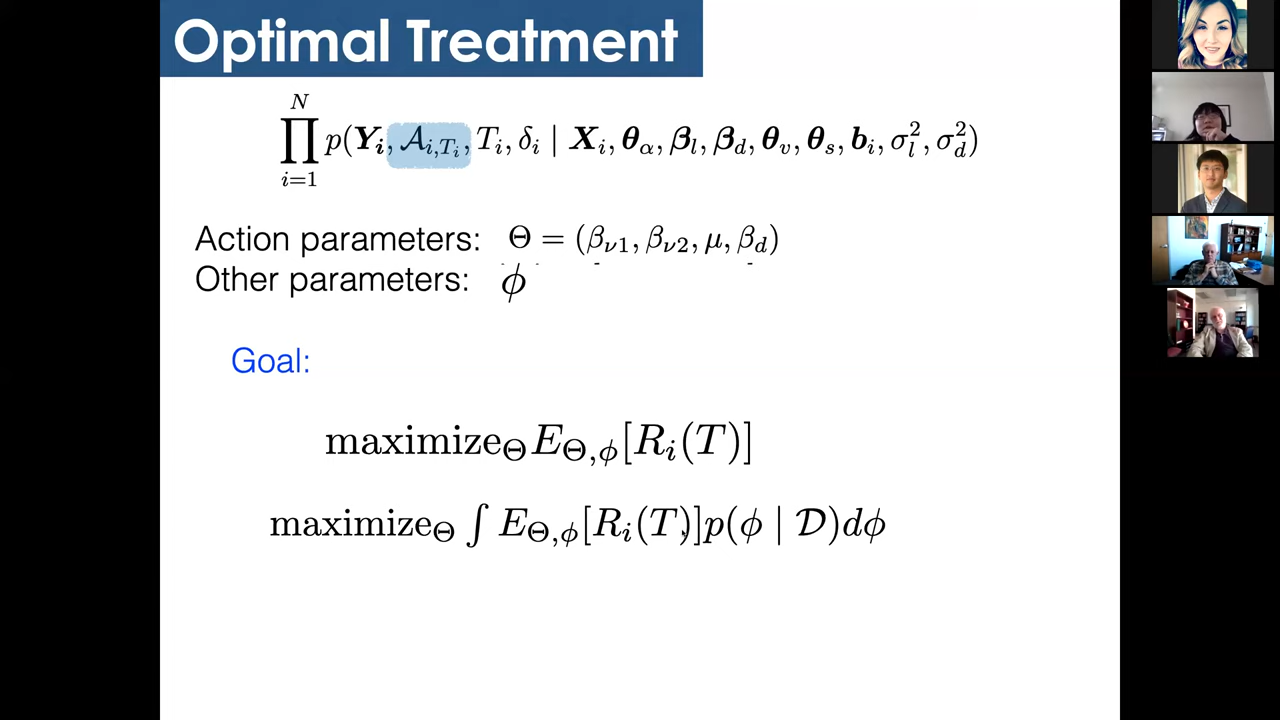 Optimal Treatment
∏_{i=1}^{N} p(Y_i, 𝒜_{i,T_i}, T_i, δ_i | X_i, θ_α, β_l, β_d, θ_v, θ_s, b_i, σ_l^2, σ_d^2)
Action parameters: Θ = (β_{ν1}, β_{ν2}, μ, β_d)
Other parameters: ϕ
Goal:
maximize_Θ E_{Θ,ϕ}[R_i(T)]
maximize_Θ ∫ E_{Θ,ϕ}[R_i(T)]p(ϕ | 𝒟)dϕ